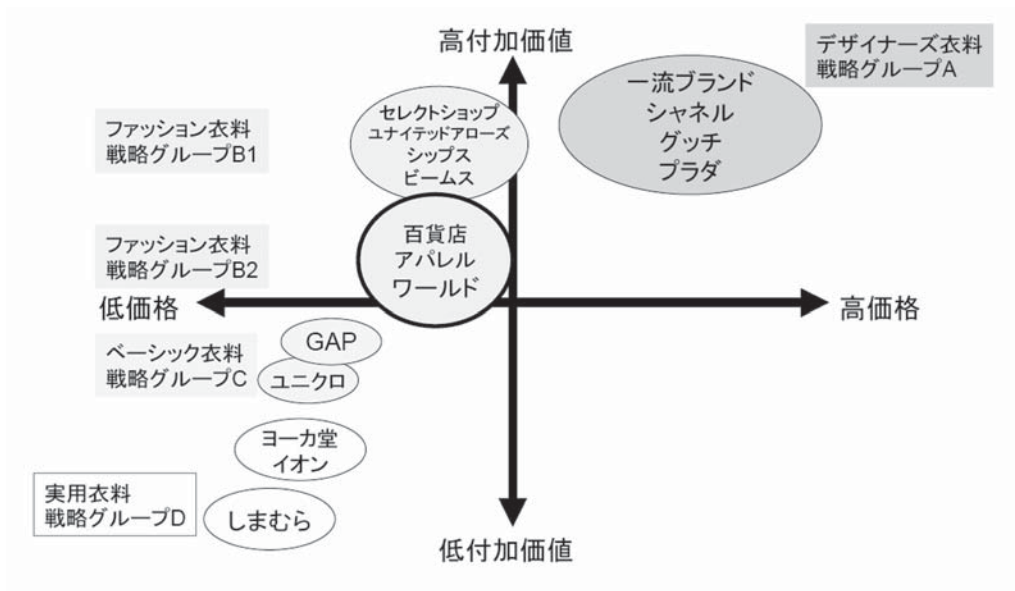 高付加価値
デザイナーズ衣料
戦略グループA
一流ブランド
シャネル
グッチ
プラダ
ファッション衣料
戦略グループB1
セレクトショップ
ユナイテッドアローズ
シップス
ビームス
ファッション衣料
戦略グループB2
百貨店
アパレル
ワールド
低価格
高価格
ベーシック衣料
戦略グループC
GAP
ユニクロ
ヨーカ堂
イオン
実用衣料
戦略グループD
しまむら
低付加価値